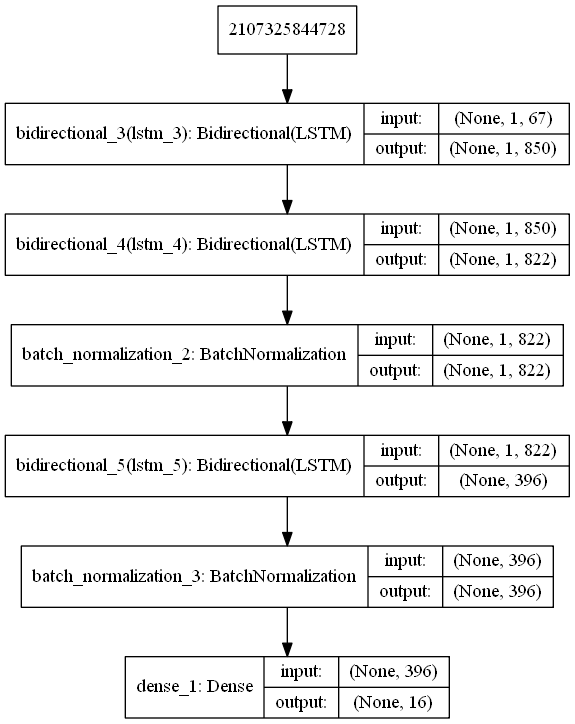 2107325844728
bidirectional_3(lstm_3): Bidirectional(LSTM)
input: (None, 1, 67)
output: (None, 1, 850)
bidirectional_4(lstm_4): Bidirectional(LSTM)
input: (None, 1, 850)
output: (None, 1, 822)
batch_normalization_2: BatchNormalization
input: (None, 1, 822)
output: (None, 1, 822)
bidirectional_5(lstm_5): Bidirectional(LSTM)
input: (None, 1, 822)
output: (None, 396)
batch_normalization_3: BatchNormalization
input: (None, 396)
output: (None, 396)
dense_1: Dense
input: (None, 396)
output: (None, 16)